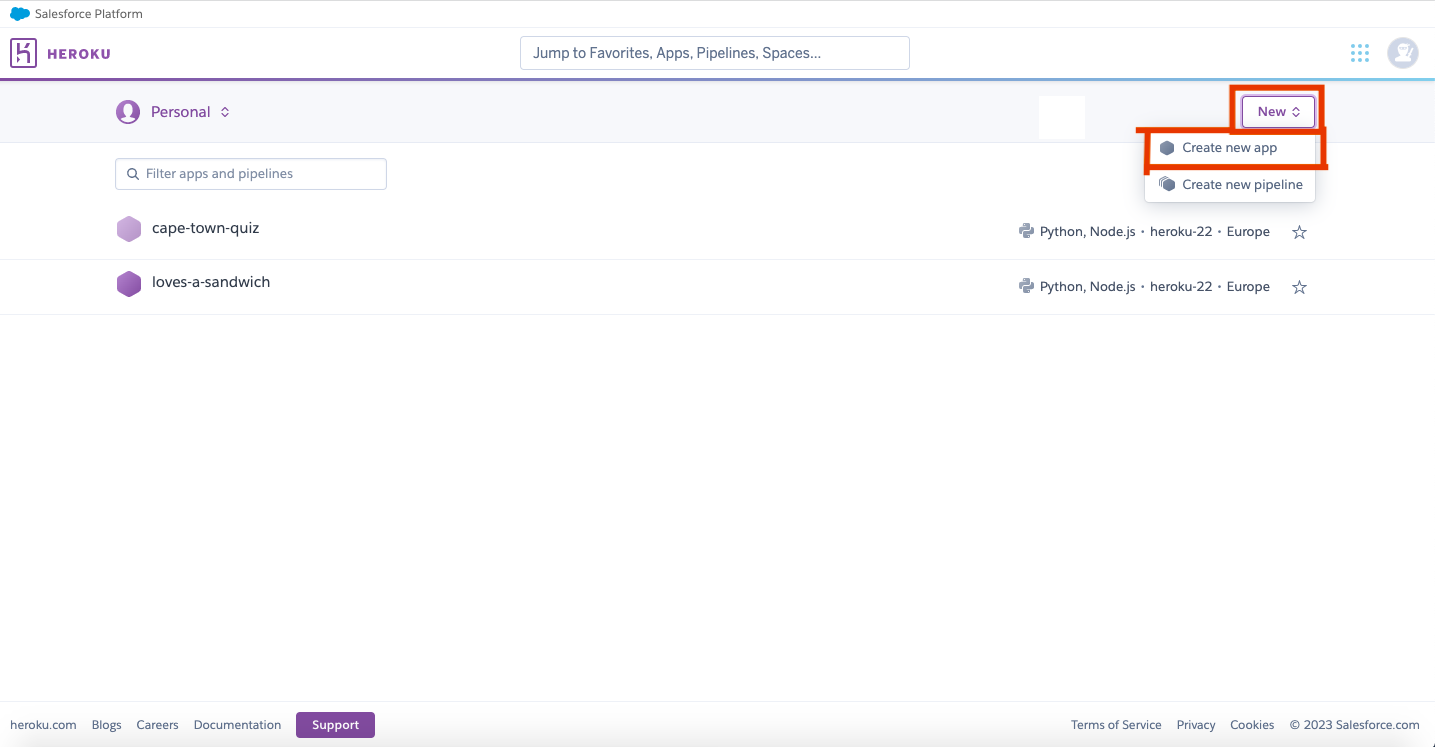 Salesforce Platform
HEROKU
Jump to Favorites, Apps, Pipelines, Spaces...
Personal
New
Create new app
Create new pipeline
Filter apps and pipelines
cape-town-quiz
Python, Node.js • heroku-22 • Europe
loves-a-sandwich
Python, Node.js • heroku-22 • Europe
heroku.com Blogs Careers Documentation Support Terms of Service Privacy Cookies © 2023 Salesforce.com